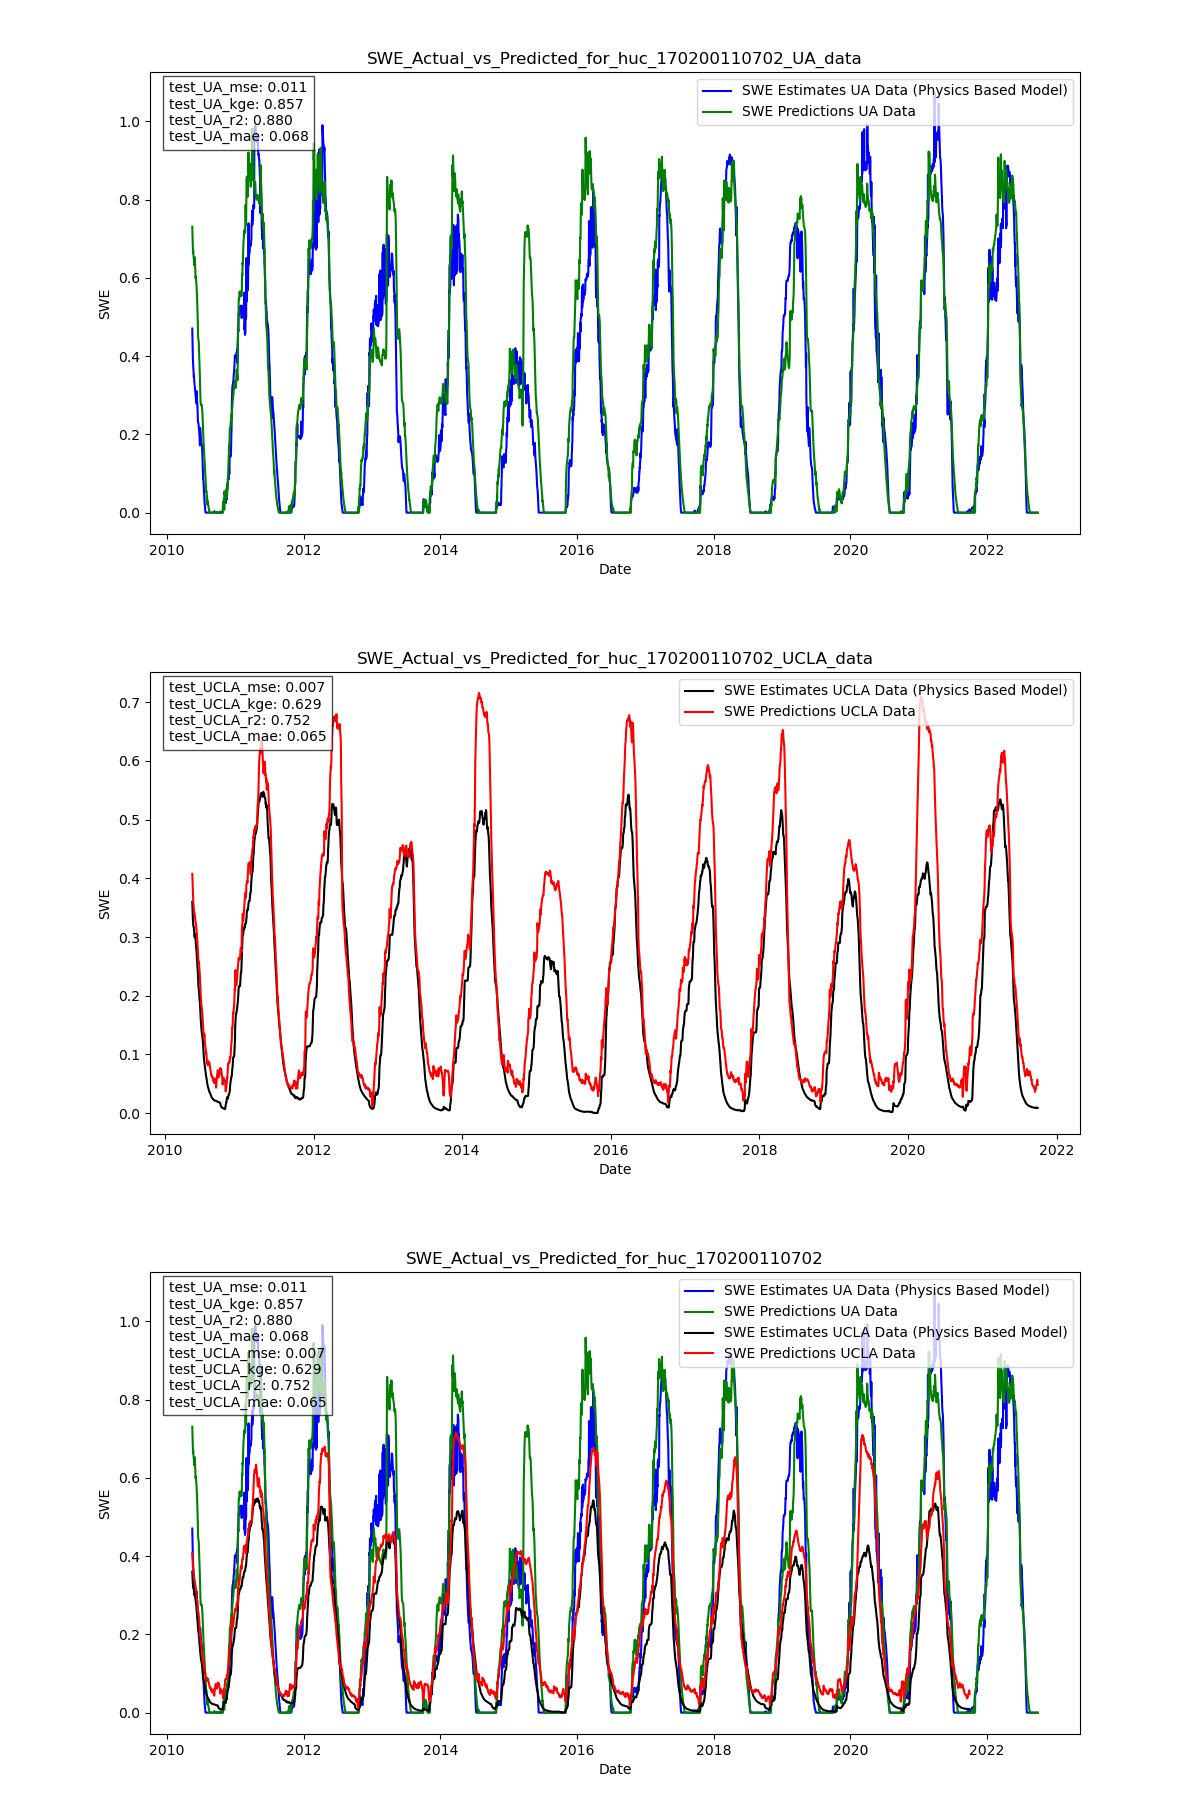 SWE_Actual_vs_Predicted_for_huc_170200110702_UA_data
test_UA_mse: 0.011
test_UA_kge: 0.857
test_UA_r2: 0.880
test_UA_mae: 0.068
SWE Estimates UA Data (Physics Based Model)
SWE Predictions UA Data
1.0
0.8
0.6
0.4
0.2
0.0
SWE
2010 2012 2014 2016 2018 2020 2022
Date
SWE_Actual_vs_Predicted_for_huc_170200110702_UCLA_data
test_UCLA_mse: 0.007
test_UCLA_kge: 0.629
test_UCLA_r2: 0.752
test_UCLA_mae: 0.065
SWE Estimates UCLA Data (Physics Based Model)
SWE Predictions UCLA Data
0.7
0.6
0.5
0.4
0.3
0.2
0.1
0.0
SWE
2010 2012 2014 2016 2018 2020 2022
Date
SWE_Actual_vs_Predicted_for_huc_170200110702
test_UA_mse: 0.011
test_UA_kge: 0.857
test_UA_r2: 0.880
test_UA_mae: 0.068
test_UCLA_mse: 0.007
test_UCLA_kge: 0.629
test_UCLA_r2: 0.752
test_UCLA_mae: 0.065
SWE Estimates UA Data (Physics Based Model)
SWE Predictions UA Data
SWE Estimates UCLA Data (Physics Based Model)
SWE Predictions UCLA Data
1.0
0.8
0.6
0.4
0.2
0.0
SWE
2010 2012 2014 2016 2018 2020 2022
Date